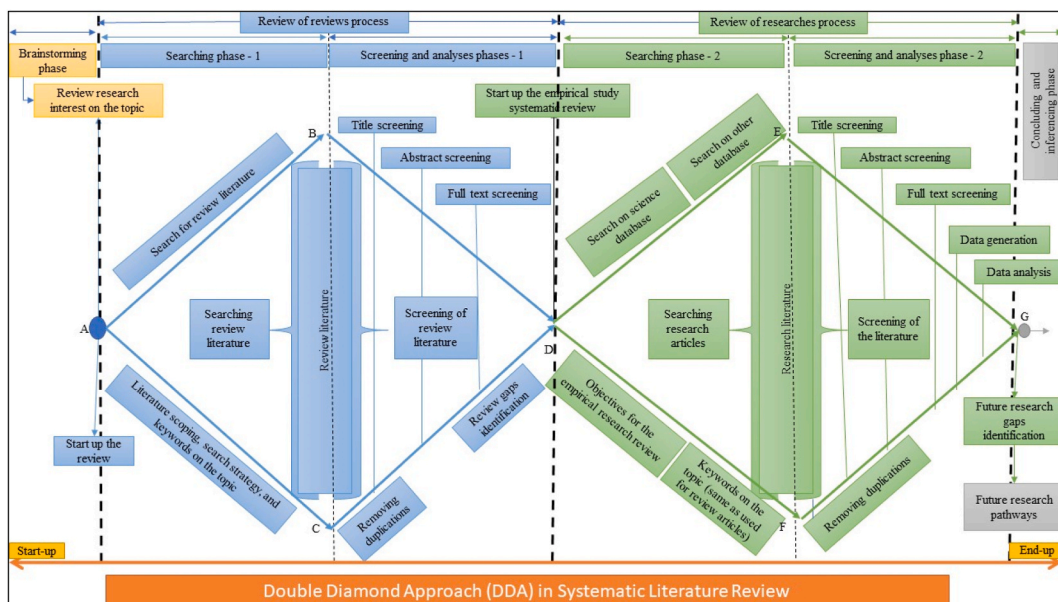 Review of reviews process
Review of researches process
Brainstorming
phase
Searching phase - 1
Screening and analyses phases - 1
Searching phase - 2
Screening and analyses phase - 2
Concluding and
inferencing phase
Review research
interest on the topic
Start up the empirical study
systematic review
B
Title screening
Abstract screening
Full text screening
Search for review literature
Search on science
database
Search on other
database
E
Title screening
Abstract screening
Full text screening
Data generation
Data analysis
A
Searching
review
literature
Review literature
Screening of
review
literature
D
Searching
research
articles
Research literature
Screening of
the literature
G
Start up the
review
Literature scoping, search strategy, and
keywords on the topic
C
Removing
duplications
Review gaps
identification
Objectives for the
empirical research review
Keywords on the
topic (same as used
for review articles)
F
Removing duplications
Future research
gaps
identification
Future research
pathways
Start-up
End-up
Double Diamond Approach (DDA) in Systematic Literature Review